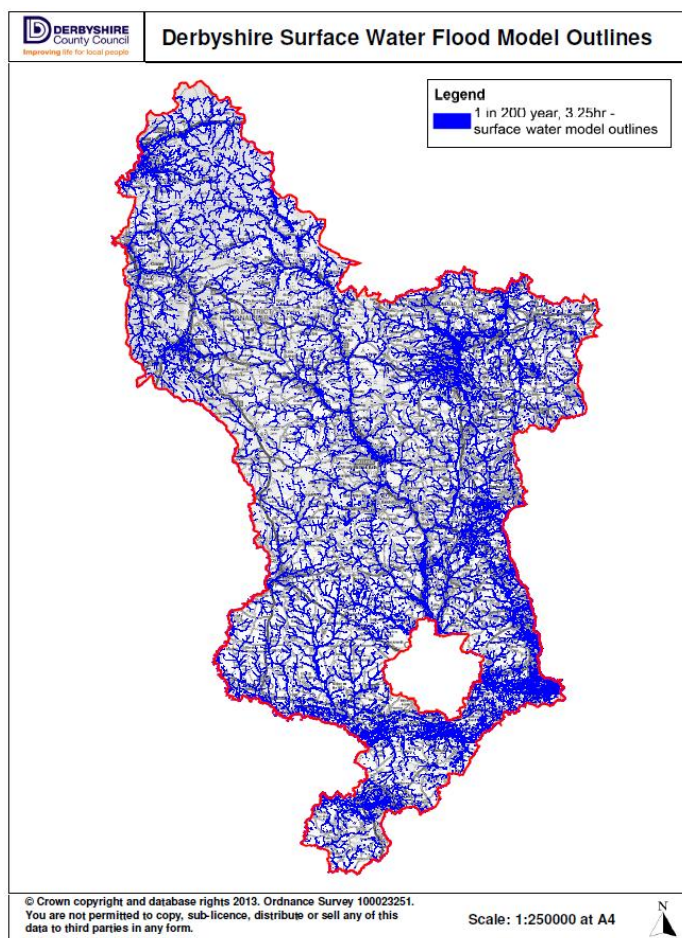 DERBYSHIRE
County Council
Improving life for local people
Derbyshire Surface Water Flood Model Outlines
Legend
1 in 200 year, 3.25hr -
surface water model outlines
© Crown copyright and database rights 2013. Ordnance Survey 100023251.
You are not permitted to copy, sub-licence, distribute or sell any of this
data to third parties in any form.
Scale: 1:250000 at A4
N